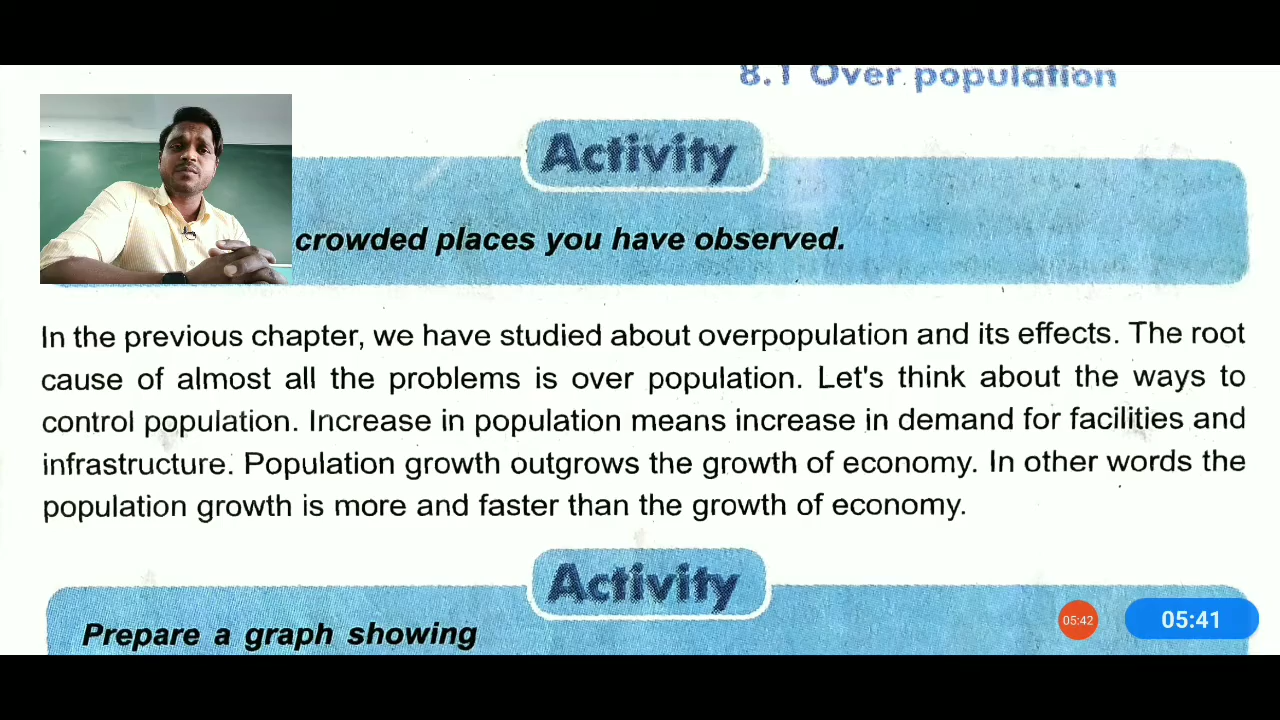 8.1 Over population
Activity
crowded places you have observed.
In the previous chapter, we have studied about overpopulation and its effects. The root
cause of almost all the problems is over population. Let's think about the ways to
control population. Increase in population means increase in demand for facilities and
infrastructure. Population growth outgrows the growth of economy. In other words the
population growth is more and faster than the growth of economy.
Activity
Prepare a graph showing
05:42
05:41